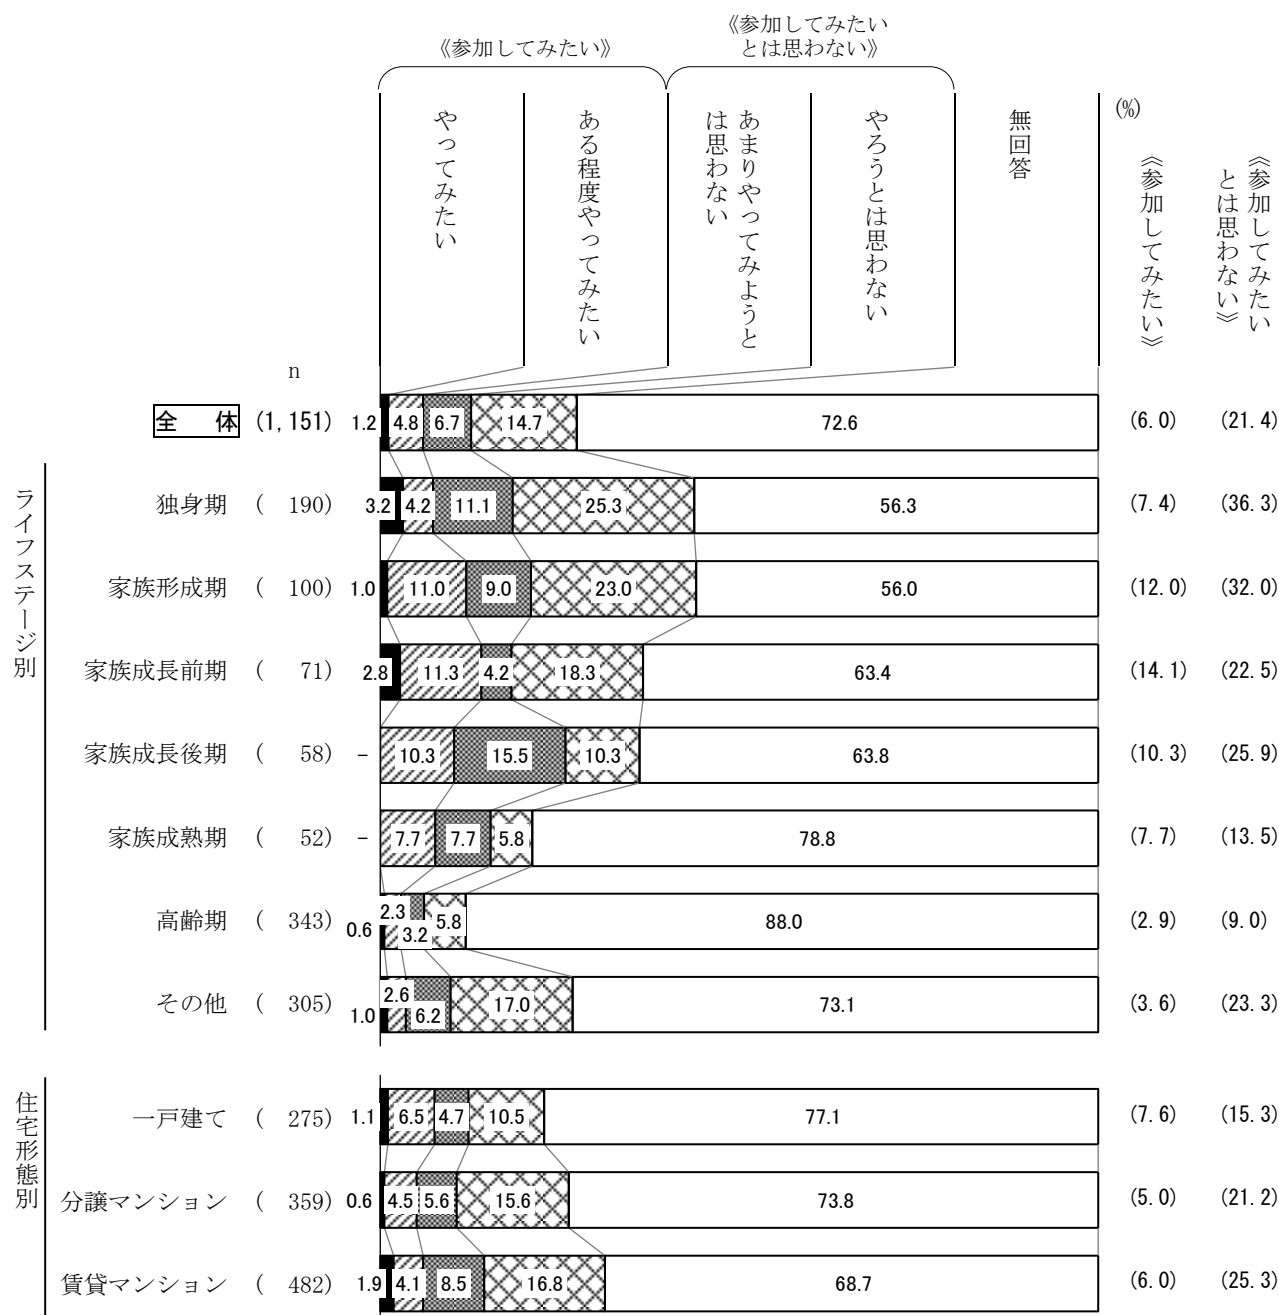 《参加してみたい
とは思わない》
《参加してみたい》
やってみたい
ある程度やってみたい
あまりやってみようと
は思わない
やろうとは思わない
無回答
(%)
《参加してみたい》
《参加してみたい
とは思わない》
n
全 体 (1,151) 1.2 4.8 6.7 14.7 72.6 (6.0) (21.4)
ライフステージ別
独身期 ( 190) 3.2 4.2 11.1 25.3 56.3 (7.4) (36.3)
家族形成期 ( 100) 1.0 11.0 9.0 23.0 56.0 (12.0) (32.0)
家族成長前期 ( 71) 2.8 11.3 4.2 18.3 63.4 (14.1) (22.5)
家族成長後期 ( 58) - 10.3 15.5 10.3 63.8 (10.3) (25.9)
家族成熟期 ( 52) - 7.7 7.7 5.8 78.8 (7.7) (13.5)
高齢期 ( 343) 0.6 2.3 3.2 5.8 88.0 (2.9) (9.0)
その他 ( 305) 1.0 2.6 6.2 17.0 73.1 (3.6) (23.3)
住宅形態別
一戸建て ( 275) 1.1 6.5 4.7 10.5 77.1 (7.6) (15.3)
分譲マンション ( 359) 0.6 4.5 5.6 15.6 73.8 (5.0) (21.2)
賃貸マンション ( 482) 1.9 4.1 8.5 16.8 68.7 (6.0) (25.3)